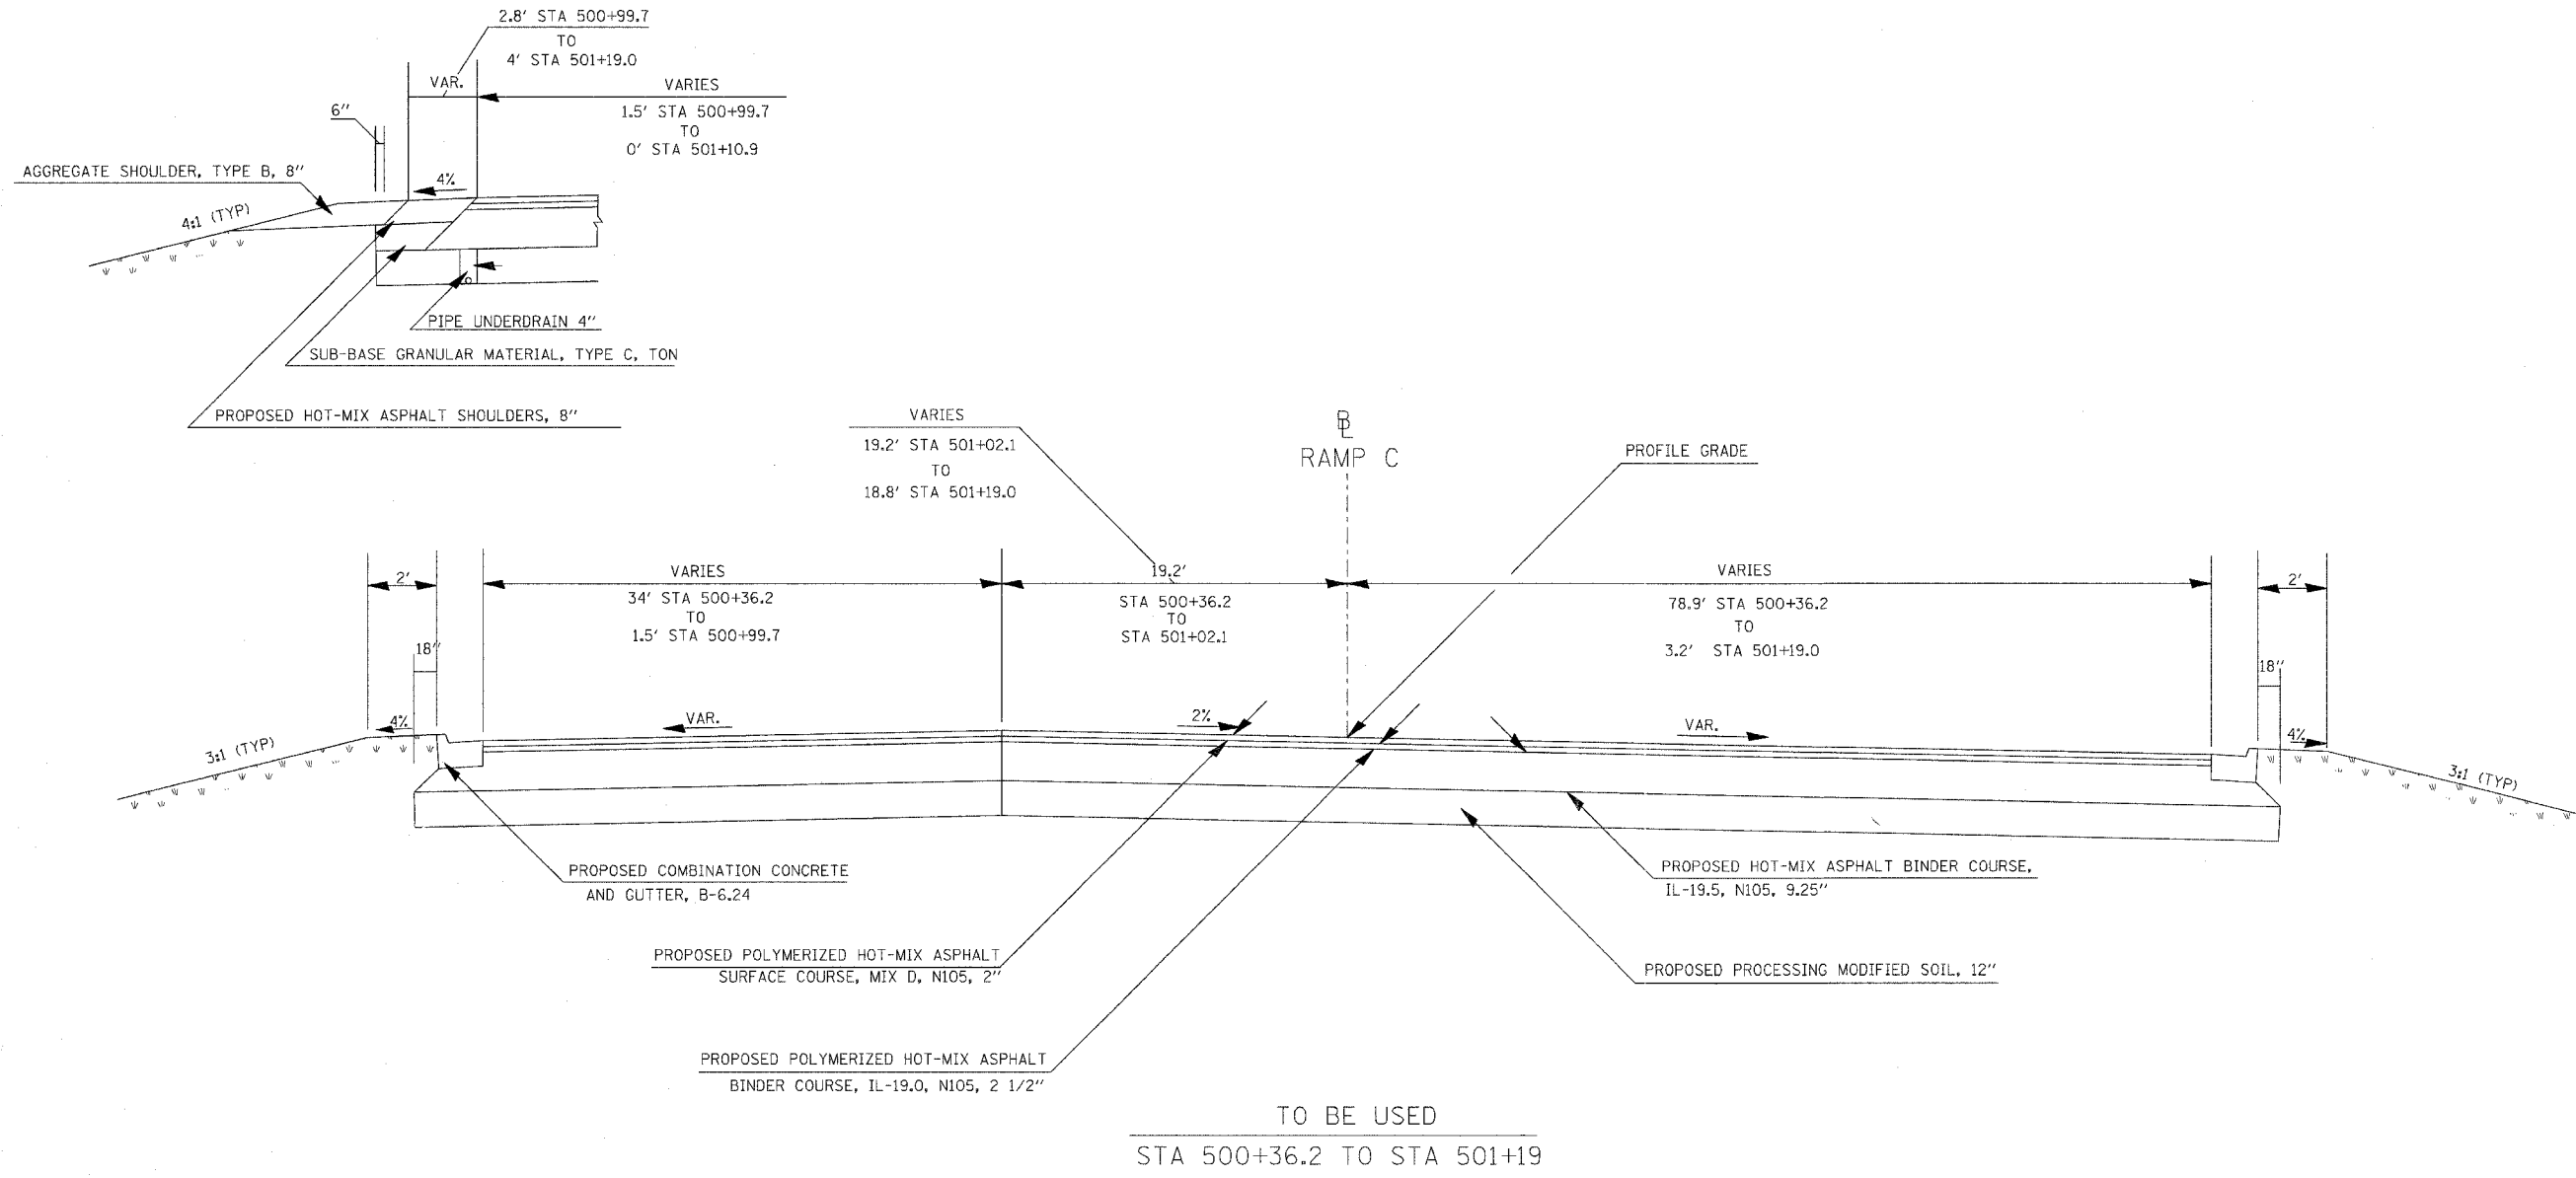 2.8' STA 500+99.7
TO
4' STA 501+19.0
VAR.
VARIES
1.5' STA 500+99.7
TO
0' STA 501+10.9
6"
AGGREGATE SHOULDER, TYPE B, 8"
4%
4:1 (TYP)
PIPE UNDERDRAIN 4"
SUB-BASE GRANULAR MATERIAL, TYPE C, TON
PROPOSED HOT-MIX ASPHALT SHOULDERS, 8"
VARIES
19.2' STA 501+02.1
TO
18.8' STA 501+19.0
RAMP C
PROFILE GRADE
2'
VARIES
34' STA 500+36.2
TO
1.5' STA 500+99.7
19.2'
STA 500+36.2
TO
STA 501+02.1
VARIES
78.9' STA 500+36.2
TO
3.2' STA 501+19.0
2'
18"
18"
4%
VAR.
2%
VAR.
4%
3:1 (TYP)
3:1 (TYP)
PROPOSED COMBINATION CONCRETE
AND GUTTER, B-6.24
PROPOSED HOT-MIX ASPHALT BINDER COURSE,
IL-19.5, N105, 9.25"
PROPOSED POLYMERIZED HOT-MIX ASPHALT
SURFACE COURSE, MIX D, N105, 2"
PROPOSED PROCESSING MODIFIED SOIL, 12"
PROPOSED POLYMERIZED HOT-MIX ASPHALT
BINDER COURSE, IL-19.0, N105, 2 1/2"
TO BE USED
STA 500+36.2 TO STA 501+19